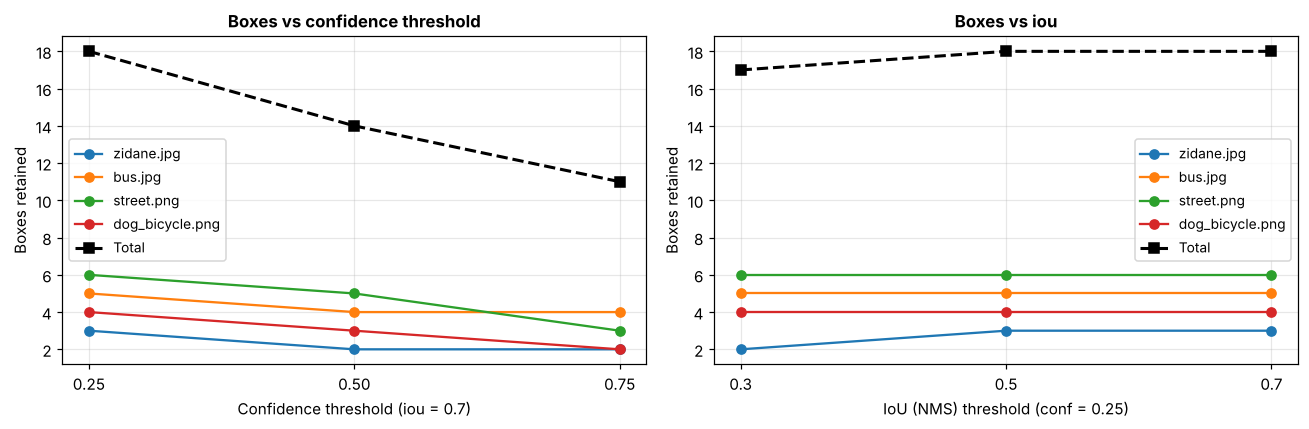 Boxes vs confidence threshold
18
16
14
12
10
8
6
4
2
Boxes retained
zidane.jpg
bus.jpg
street.png
dog_bicycle.png
Total
0.25 0.50 0.75
Confidence threshold (iou = 0.7)
Boxes vs iou
18
16
14
12
10
8
6
4
2
Boxes retained
zidane.jpg
bus.jpg
street.png
dog_bicycle.png
Total
0.3 0.5 0.7
IoU (NMS) threshold (conf = 0.25)